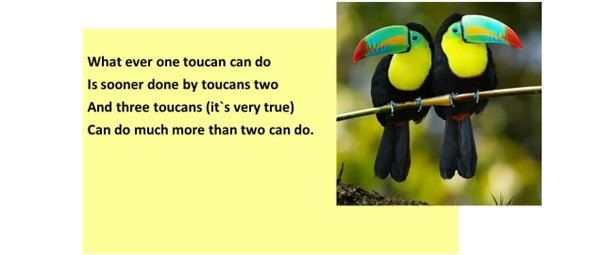 What ever one toucan can do
Is sooner done by toucans two
And three toucans (it`s very true)
Can do much more than two can do.